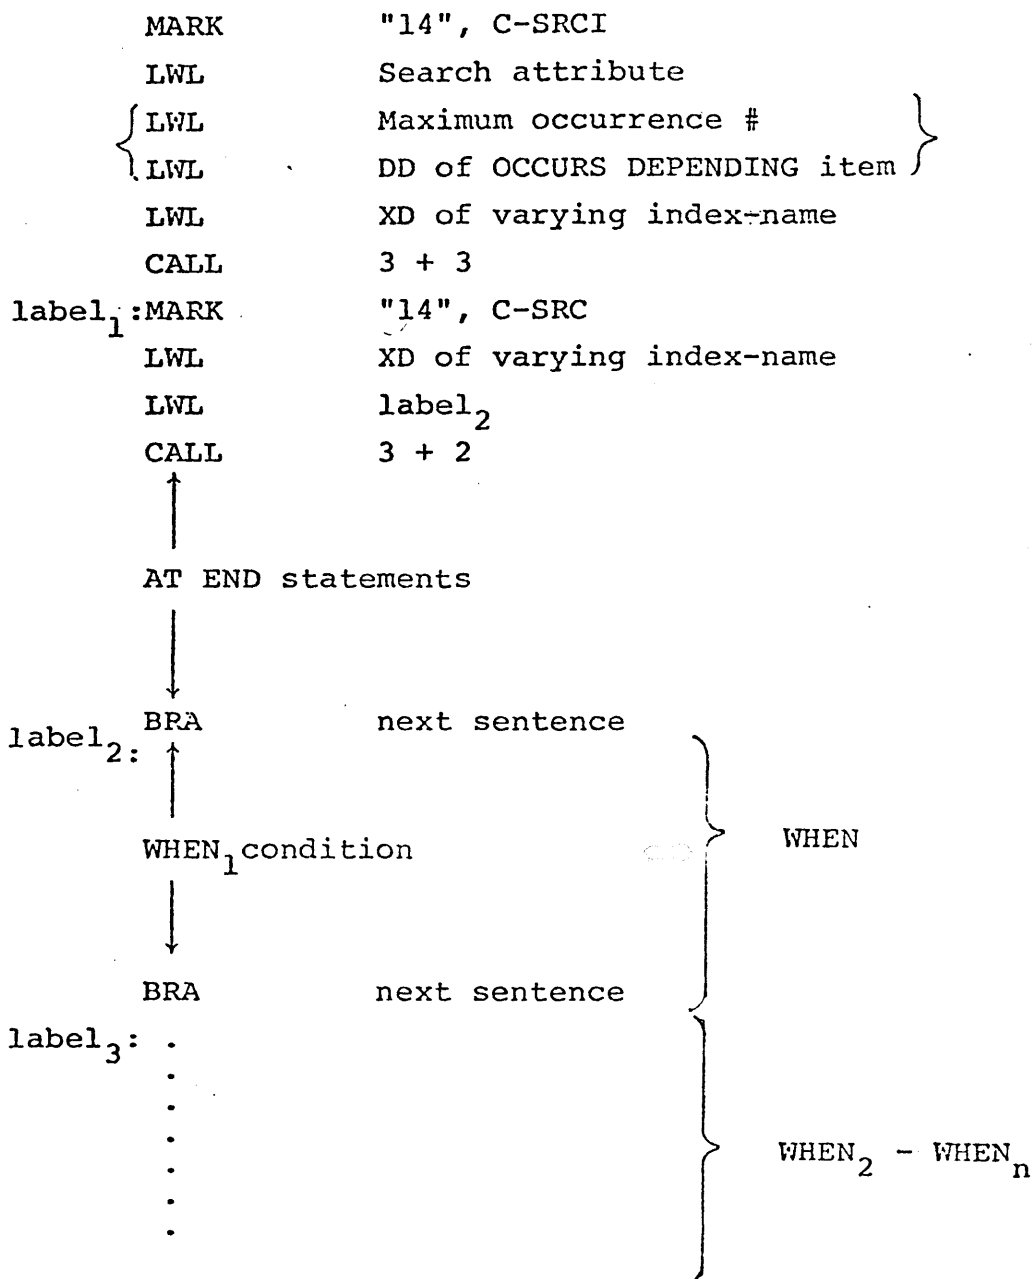 MARK "14", C-SRCI
LWL Search attribute
LWL Maximum occurrence #
LWL DD of OCCURS DEPENDING item
LWL XD of varying index-name
CALL 3 + 3
label1:MARK "14", C-SRC
LWL XD of varying index-name
LWL label2
CALL 3 + 2
AT END statements
BRA next sentence
label2:
WHEN1 condition
WHEN
BRA next sentence
label3: .
.
.
.
WHEN2 - WHENn
.
.
.